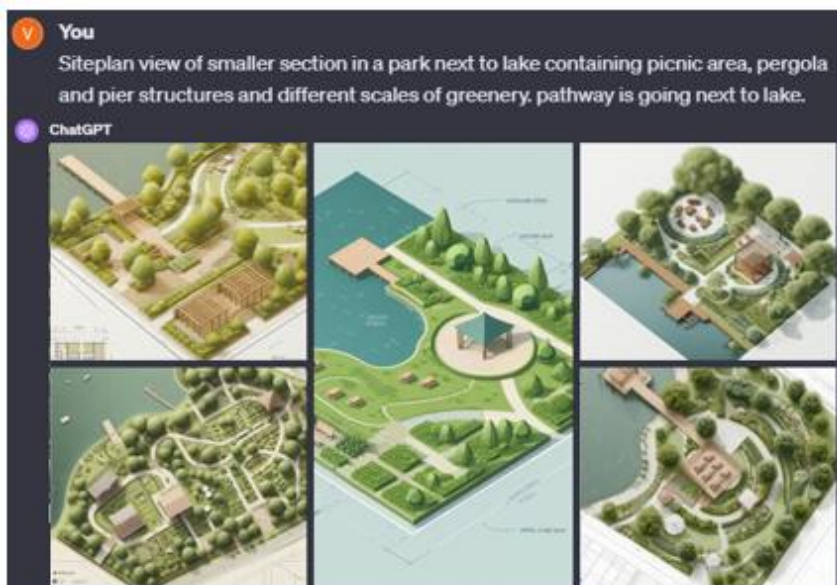 V
You
Siteplan view of smaller section in a park next to lake containing picnic area, pergola
and pier structures and different scales of greenery. pathway is going next to lake.
ChatGPT